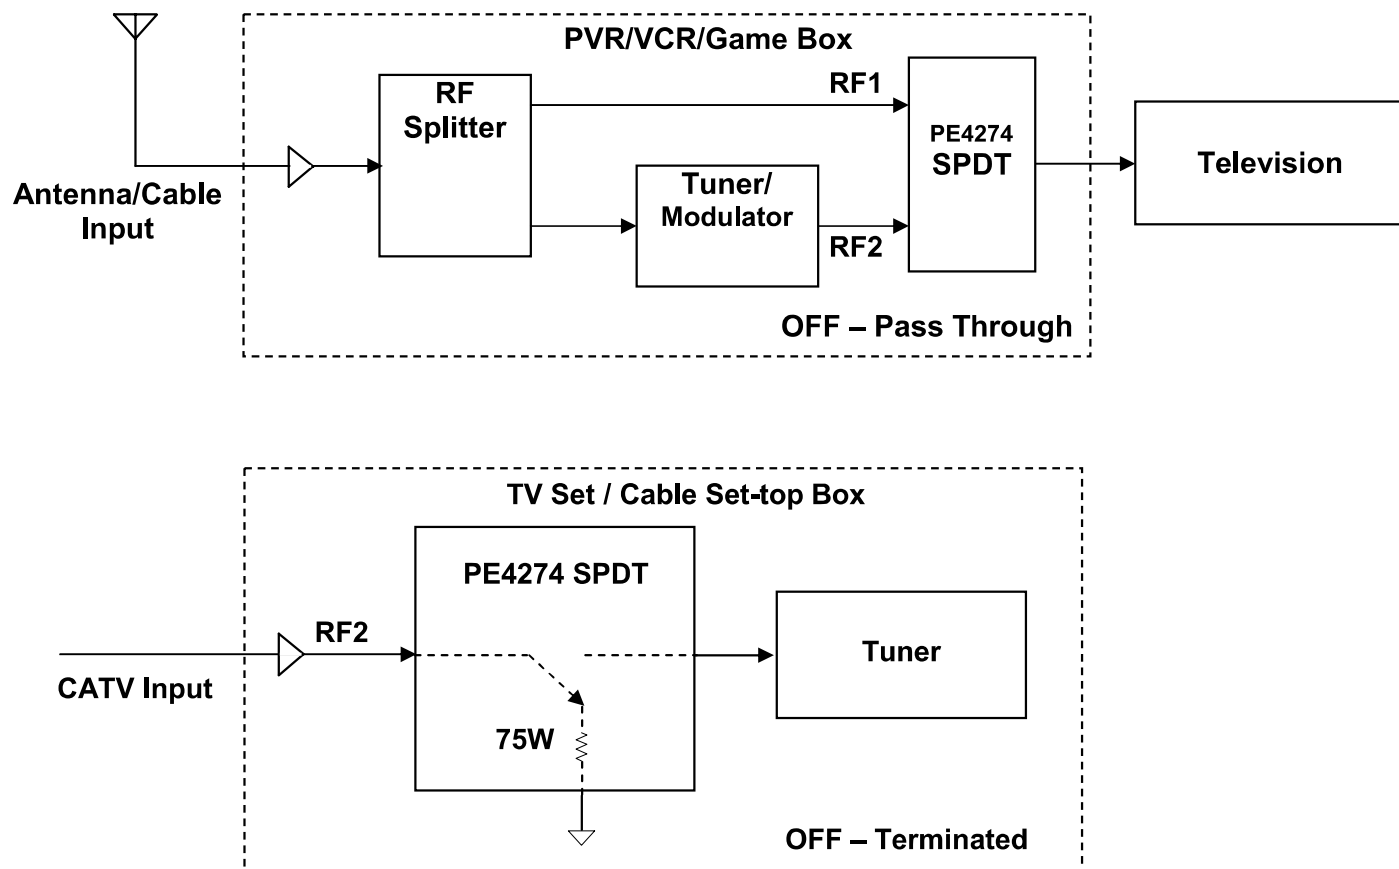 PVR/VCR/Game Box
RF
Splitter
RF1
PE4274
SPDT
Television
Antenna/Cable
Input
Tuner/
Modulator
RF2
OFF – Pass Through
TV Set / Cable Set-top Box
PE4274 SPDT
RF2
Tuner
CATV Input
75W
OFF – Terminated